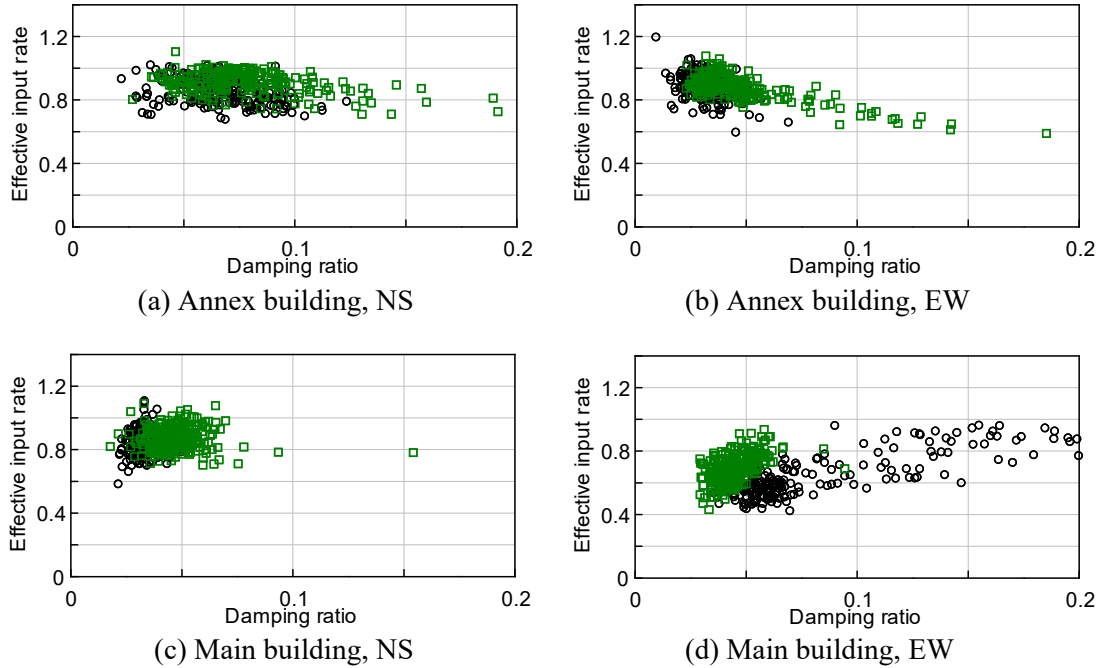 1.2
0.8
0.4
0
Effective input rate
0 0.1 0.2
Damping ratio
(a) Annex building, NS
1.2
0.8
0.4
0
Effective input rate
0 0.1 0.2
Damping ratio
(b) Annex building, EW
1.2
0.8
0.4
0
Effective input rate
0 0.1 0.2
Damping ratio
(c) Main building, NS
1.2
0.8
0.4
0
Effective input rate
0 0.1 0.2
Damping ratio
(d) Main building, EW